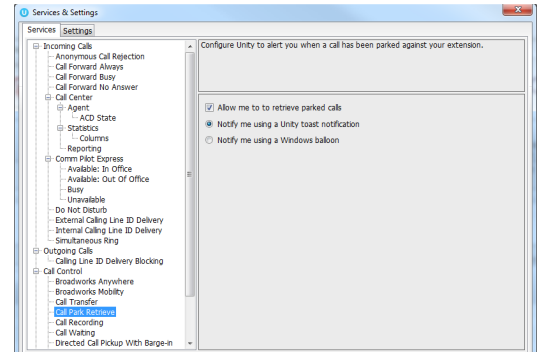 Services & Settings
Services Settings
Incoming Calls
Anonymous Call Rejection
Call Forward Always
Call Forward Busy
Call Forward No Answer
Call Center
Agent
ACD State
Statistics
Columns
Reporting
Comm Pilot Express
Available: In Office
Available: Out Of Office
Busy
Unavailable
Do Not Disturb
External Calling Line ID Delivery
Internal Calling Line ID Delivery
Simultaneous Ring
Outgoing Calls
Calling Line ID Delivery Blocking
Call Control
Broadworks Anywhere
Broadworks Mobility
Call Transfer
Call Park Retrieve
Call Recording
Call Waiting
Directed Call Pickup With Barge-in
Configure Unity to alert you when a call has been parked against your extension.
Allow me to to retrieve parked calls
Notify me using a Unity toast notification
Notify me using a Windows baloon